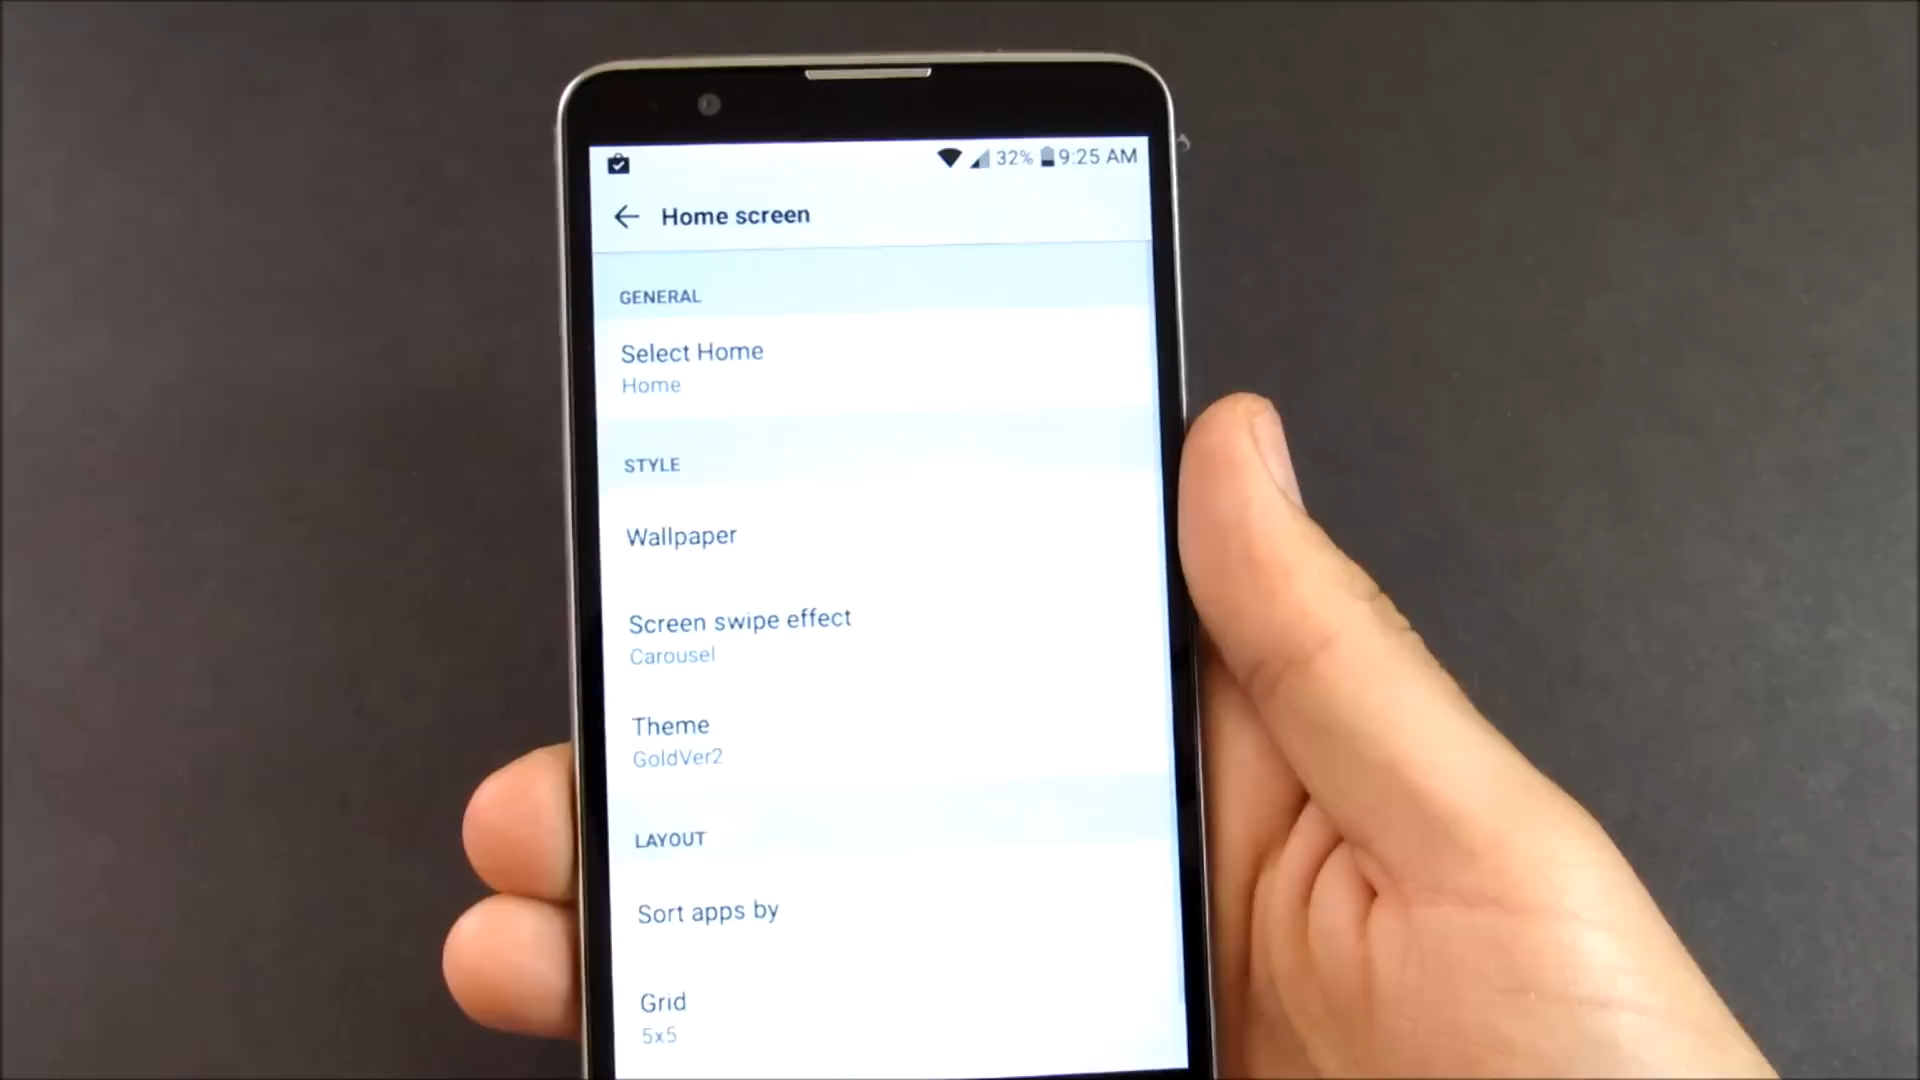 32% 9:25 AM
Home screen
GENERAL
Select Home
Home
STYLE
Wallpaper
Screen swipe effect
Carousel
Theme
GoldVer2
LAYOUT
Sort apps by
Grid
5x5